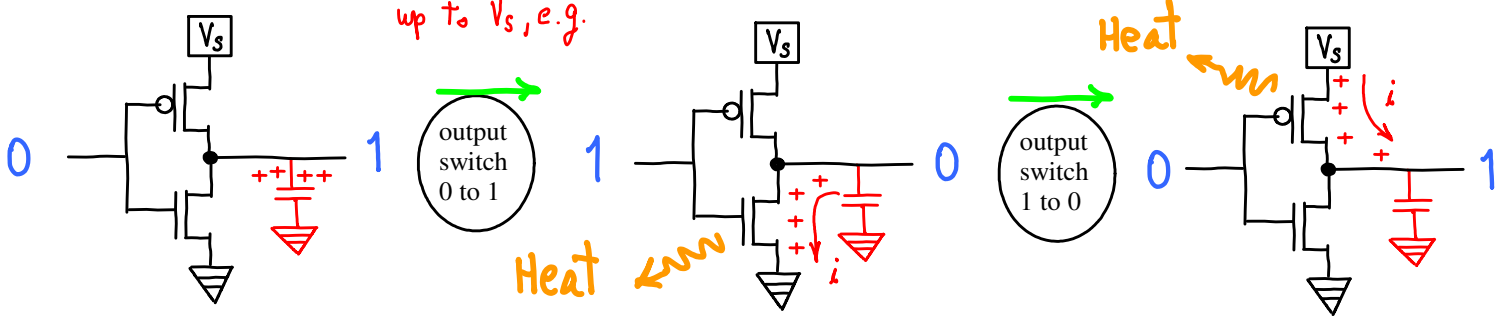 up to Vs, e.g.
Vs
0
1
output
switch
0 to 1
Vs
1
0
Heat
i
output
switch
1 to 0
Heat
Vs
i
0
1